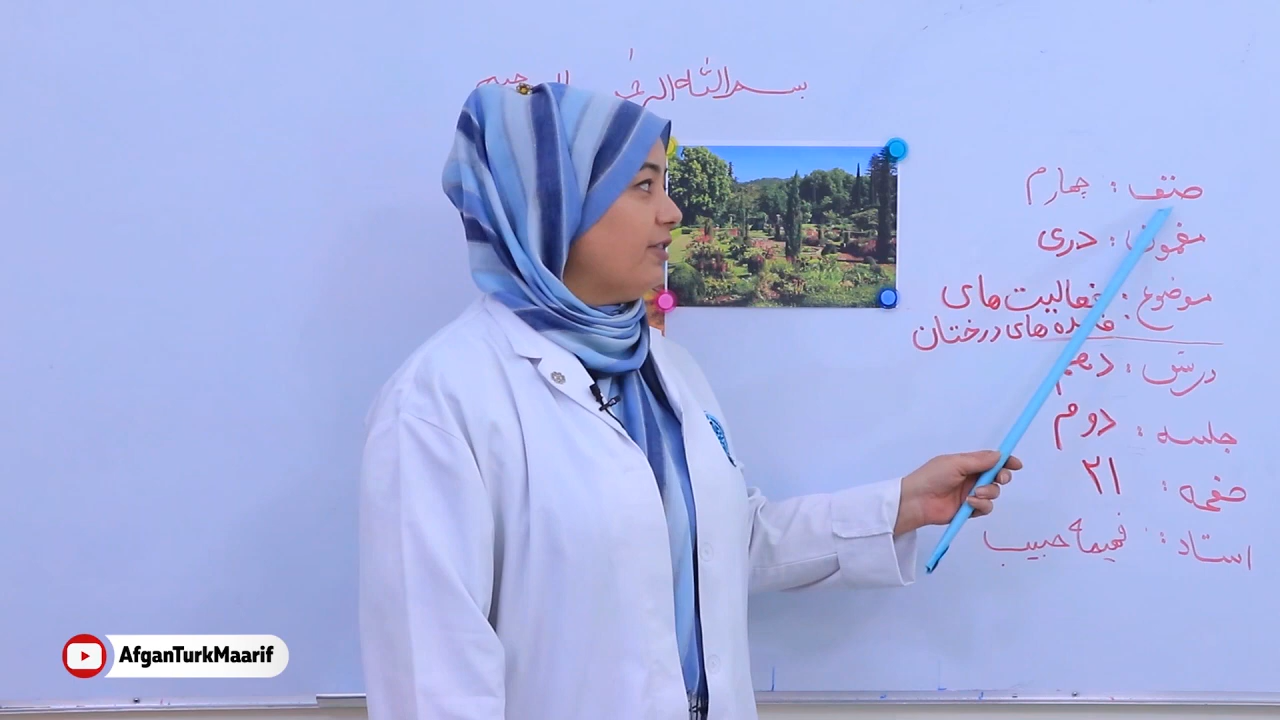 بسم الله الرحمن الرحیم
صنف : چهارم
مضمون : دری
موضوع : فعالیت های
فایده های درختان
درس : دهم
جلسه : دوم
صفحه : ۲۱
استاد : فهیمه حبیب
AfganTurkMaarif